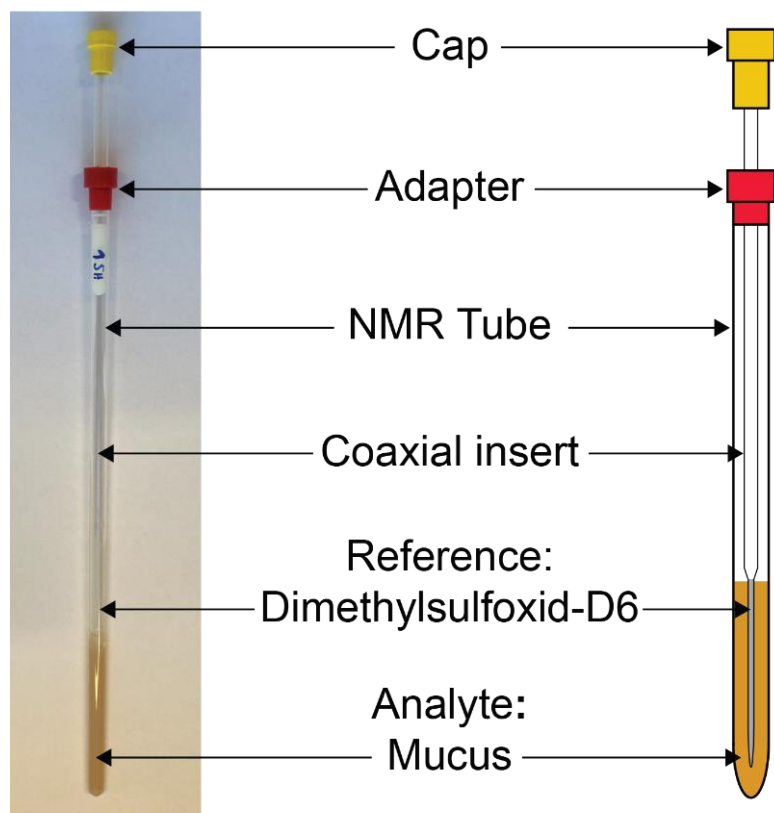 Cap
Adapter
NMR Tube
Coaxial insert
Reference:
Dimethylsulfoxid-D6
Analyte:
Mucus